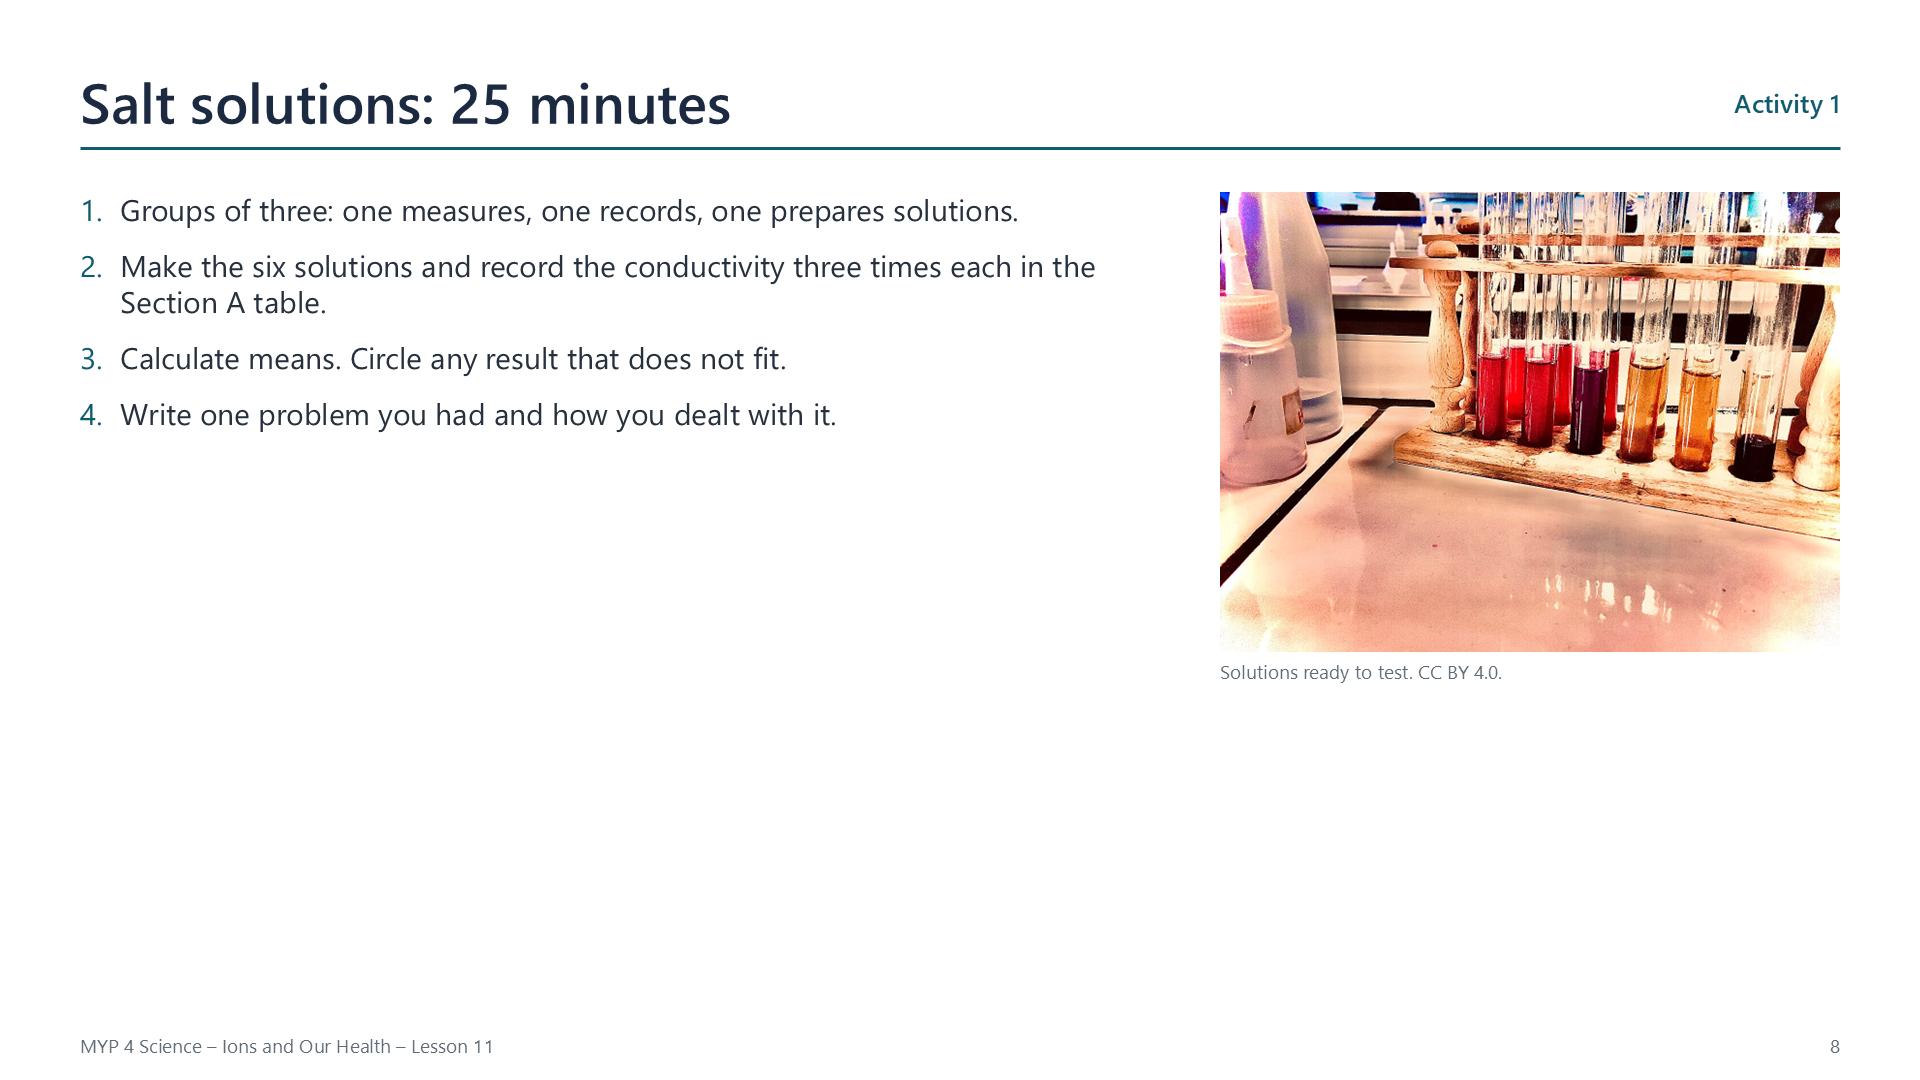 Salt solutions: 25 minutes
Activity 1
1. Groups of three: one measures, one records, one prepares solutions.
2. Make the six solutions and record the conductivity three times each in the
Section A table.
3. Calculate means. Circle any result that does not fit.
4. Write one problem you had and how you dealt with it.
Solutions ready to test. CC BY 4.0.
MYP 4 Science – Ions and Our Health – Lesson 11
8